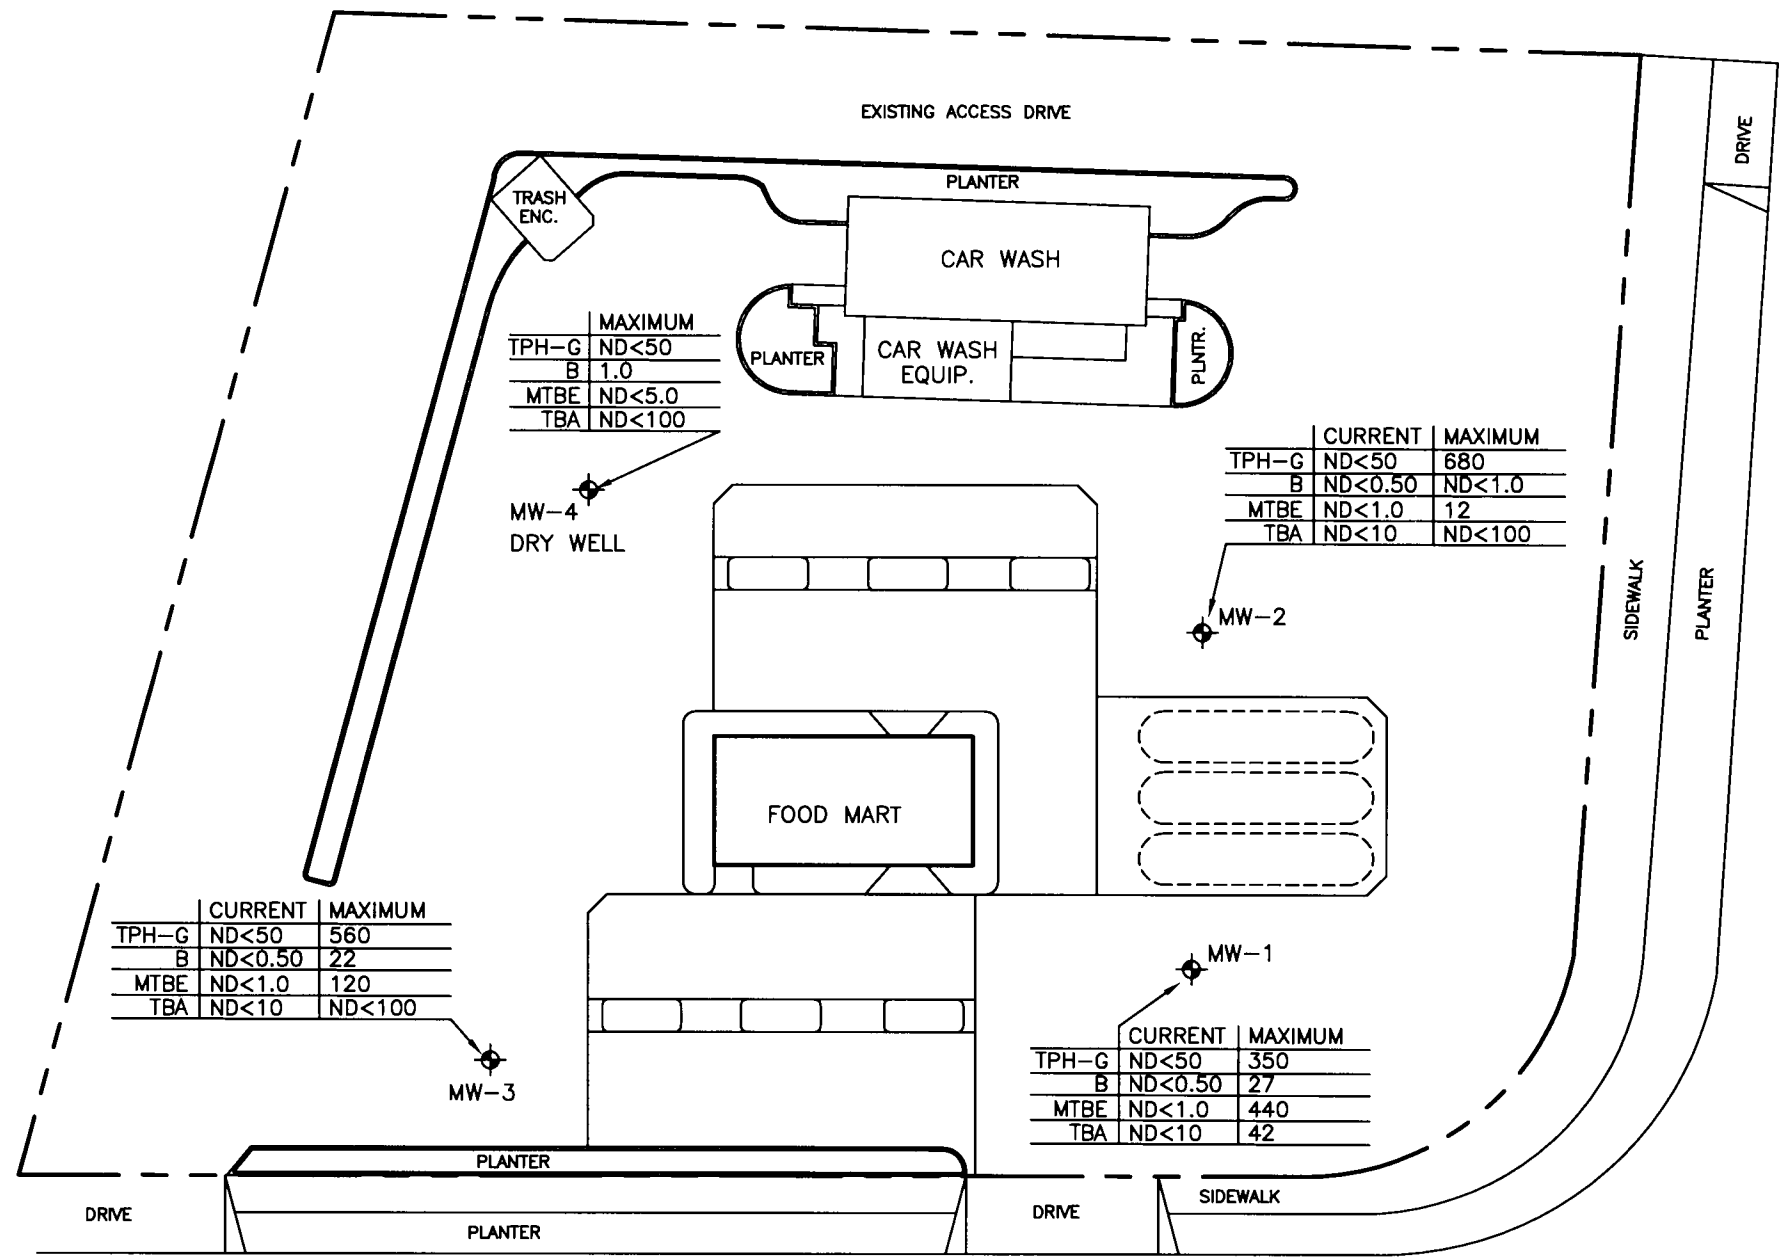 EXISTING ACCESS DRIVE
DRIVE
PLANTER
TRASH
ENC.
CAR WASH
PLANTER
CAR WASH
EQUIP.
PLNTR.
MAXIMUM
TPH-G ND<50
B 1.0
MTBE ND<5.0
TBA ND<100
MW-4
DRY WELL
CURRENT MAXIMUM
TPH-G ND<50 680
B ND<0.50 ND<1.0
MTBE ND<1.0 12
TBA ND<10 ND<100
MW-2
SIDEWALK
PLANTER
FOOD MART
CURRENT MAXIMUM
TPH-G ND<50 560
B ND<0.50 22
MTBE ND<1.0 120
TBA ND<10 ND<100
MW-3
MW-1
CURRENT MAXIMUM
TPH-G ND<50 350
B ND<0.50 27
MTBE ND<1.0 440
TBA ND<10 42
PLANTER
SIDEWALK
DRIVE
DRIVE
PLANTER